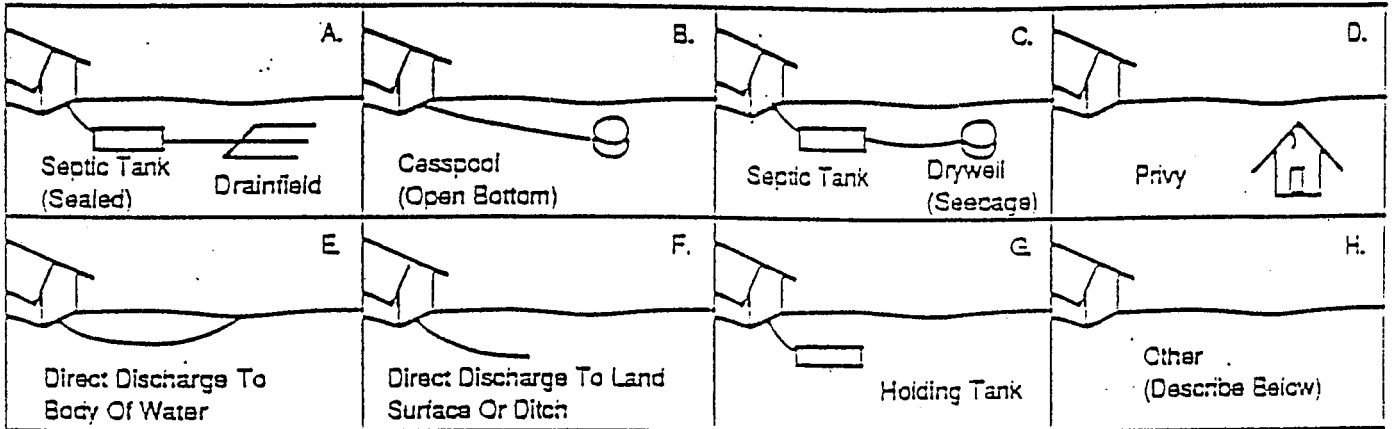 A.
Septic Tank
(Sealed)
Drainfield
B.
Casspool
(Open Bottom)
C.
Septic Tank
Drywell
(Seepage)
D.
Privy
E.
Direct Discharge To
Body Of Water
F.
Direct Discharge To Land
Surface Or Ditch
G.
Holding Tank
H.
Other
(Describe Below)